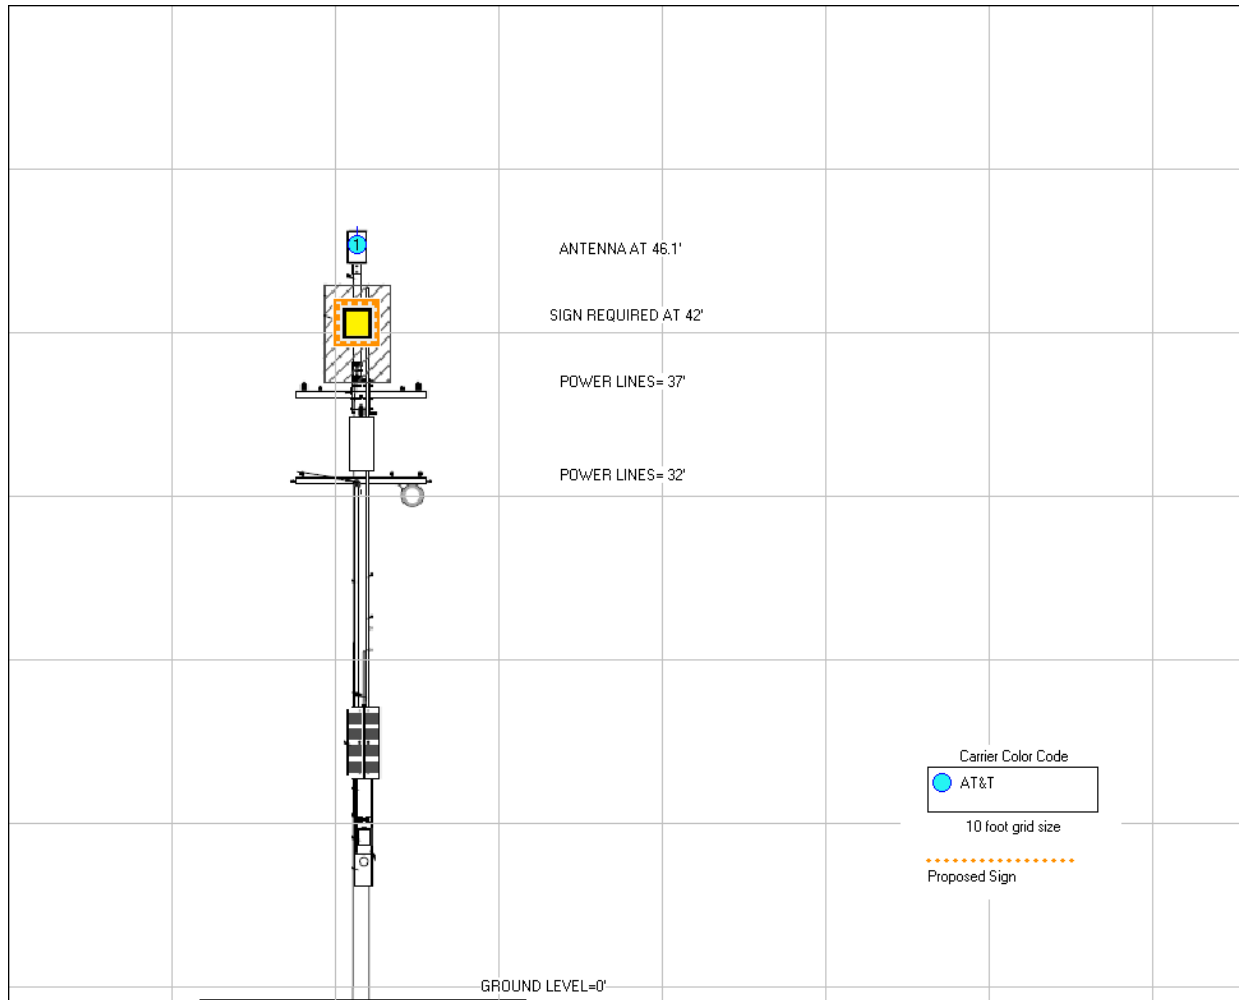 1
ANTENNA AT 46.1'
SIGN REQUIRED AT 42'
POWER LINES= 37'
POWER LINES= 32'
Carrier Color Code
AT&T
10 foot grid size
Proposed Sign
GROUND LEVEL=0'